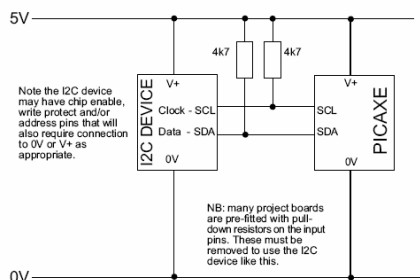 5V
4k7
4k7
V+
V+
Note the I2C device
may have chip enable,
write protect and/or
address pins that will
also require connection
to 0V or V+ as
appropriate.
I2C DEVICE
Clock - SCL
Data - SDA
0V
SCL
SDA
0V
PICAXE
NB: many project boards
are pre-fitted with pull-
down resistors on the input
pins. These must be
removed to use the I2C
device like this.
0V